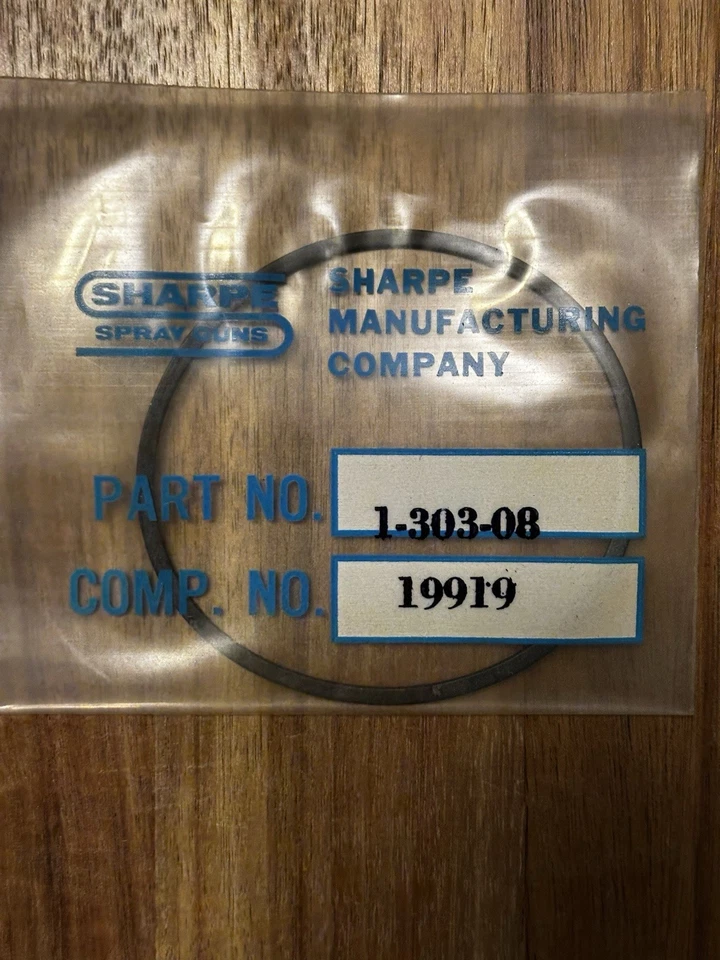 SHARPE
SPRAY GUNS
SHARPE
MANUFACTURING
COMPANY
PART NO. 1-303-08
COMP. NO. 19919